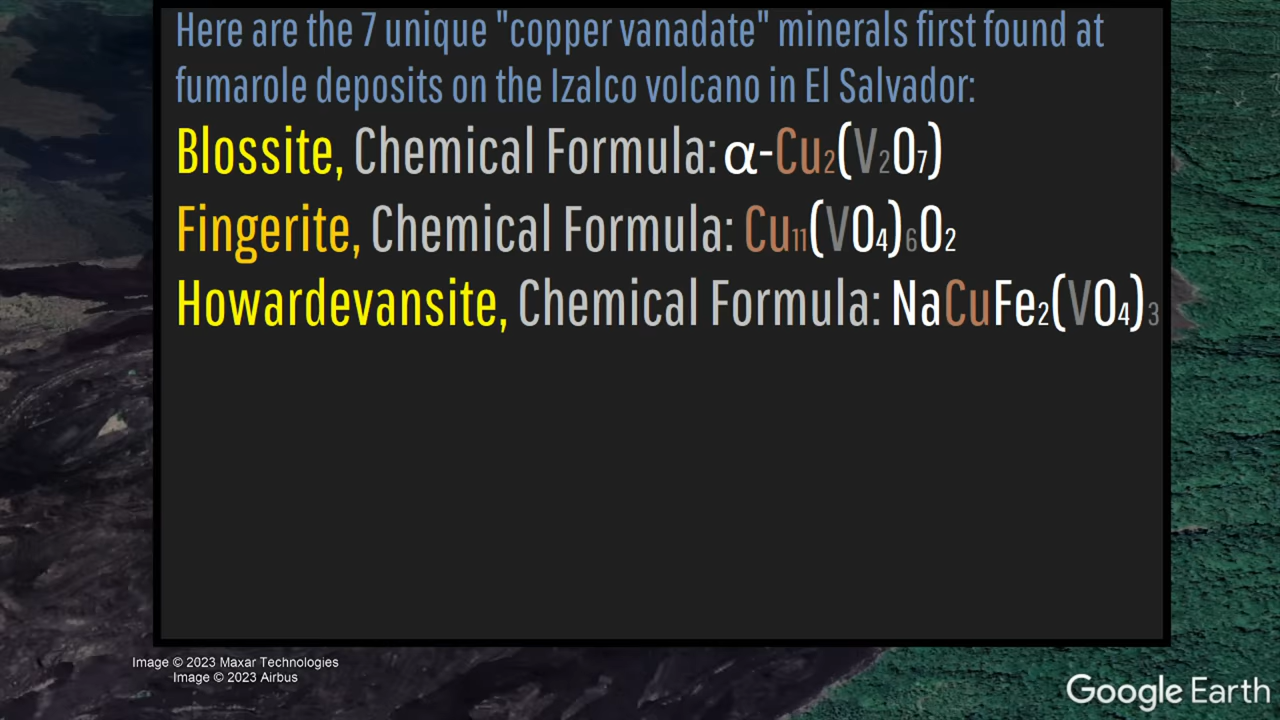 Here are the 7 unique "copper vanadate" minerals first found at
fumarole deposits on the Izalco volcano in El Salvador:
Blossite, Chemical Formula: α-Cu₂(V₂O₇)
Fingerite, Chemical Formula: Cu₁₁(VO₄)₆O₂
Howardevansite, Chemical Formula: NaCuFe₂(VO₄)₃
Image © 2023 Maxar Technologies
Image © 2023 Airbus
Google Earth